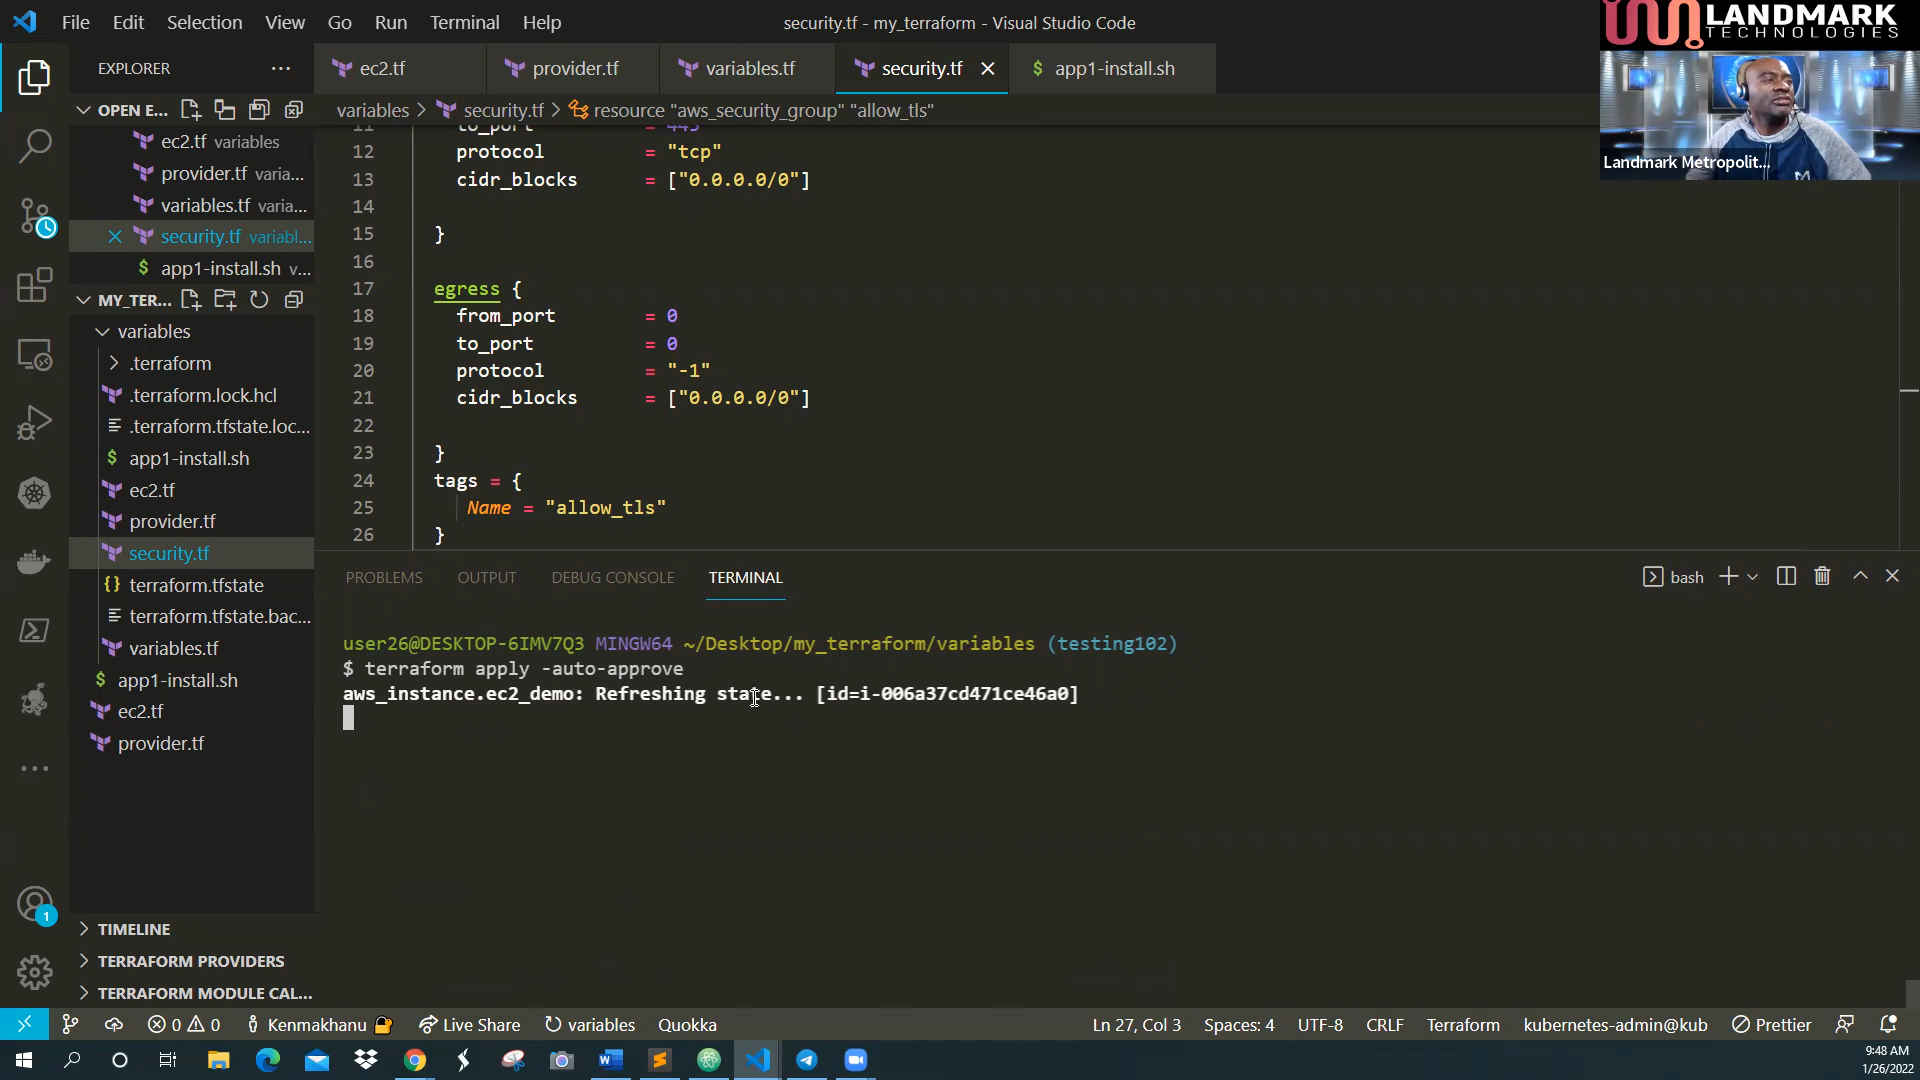 File Edit Selection View Go Run Terminal Help
security.tf - my_terraform - Visual Studio Code
LANDMARK
TECHNOLOGIES
Landmark Metropolit...
EXPLORER
ec2.tf
provider.tf
variables.tf
security.tf
$ app1-install.sh
OPEN E...
variables > security.tf > resource "aws_security_group" "allow_tls"
ec2.tf variables
provider.tf varia...
variables.tf varia...
security.tf variabl...
$ app1-install.sh v...
MY_TER...
variables
.terraform
.terraform.lock.hcl
.terraform.tfstate.loc...
$ app1-install.sh
ec2.tf
provider.tf
security.tf
{} terraform.tfstate
terraform.tfstate.bac...
variables.tf
$ app1-install.sh
ec2.tf
provider.tf
TIMELINE
TERRAFORM PROVIDERS
TERRAFORM MODULE CAL...
11 to_port = 443
12 protocol = "tcp"
13 cidr_blocks = ["0.0.0.0/0"]
14
15 }
16
17 egress {
18 from_port = 0
19 to_port = 0
20 protocol = "-1"
21 cidr_blocks = ["0.0.0.0/0"]
22
23 }
24 tags = {
25 Name = "allow_tls"
26 }
PROBLEMS OUTPUT DEBUG CONSOLE TERMINAL
bash
user26@DESKTOP-6IMV7Q3 MINGW64 ~/Desktop/my_terraform/variables (testing102)
$ terraform apply -auto-approve
aws_instance.ec2_demo: Refreshing state... [id=i-006a37cd471ce46a0]
1
0 0 Kenmakhanu Live Share variables Quokka
Ln 27, Col 3 Spaces: 4 UTF-8 CRLF Terraform kubernetes-admin@kub Prettier
9:48 AM
1/26/2022